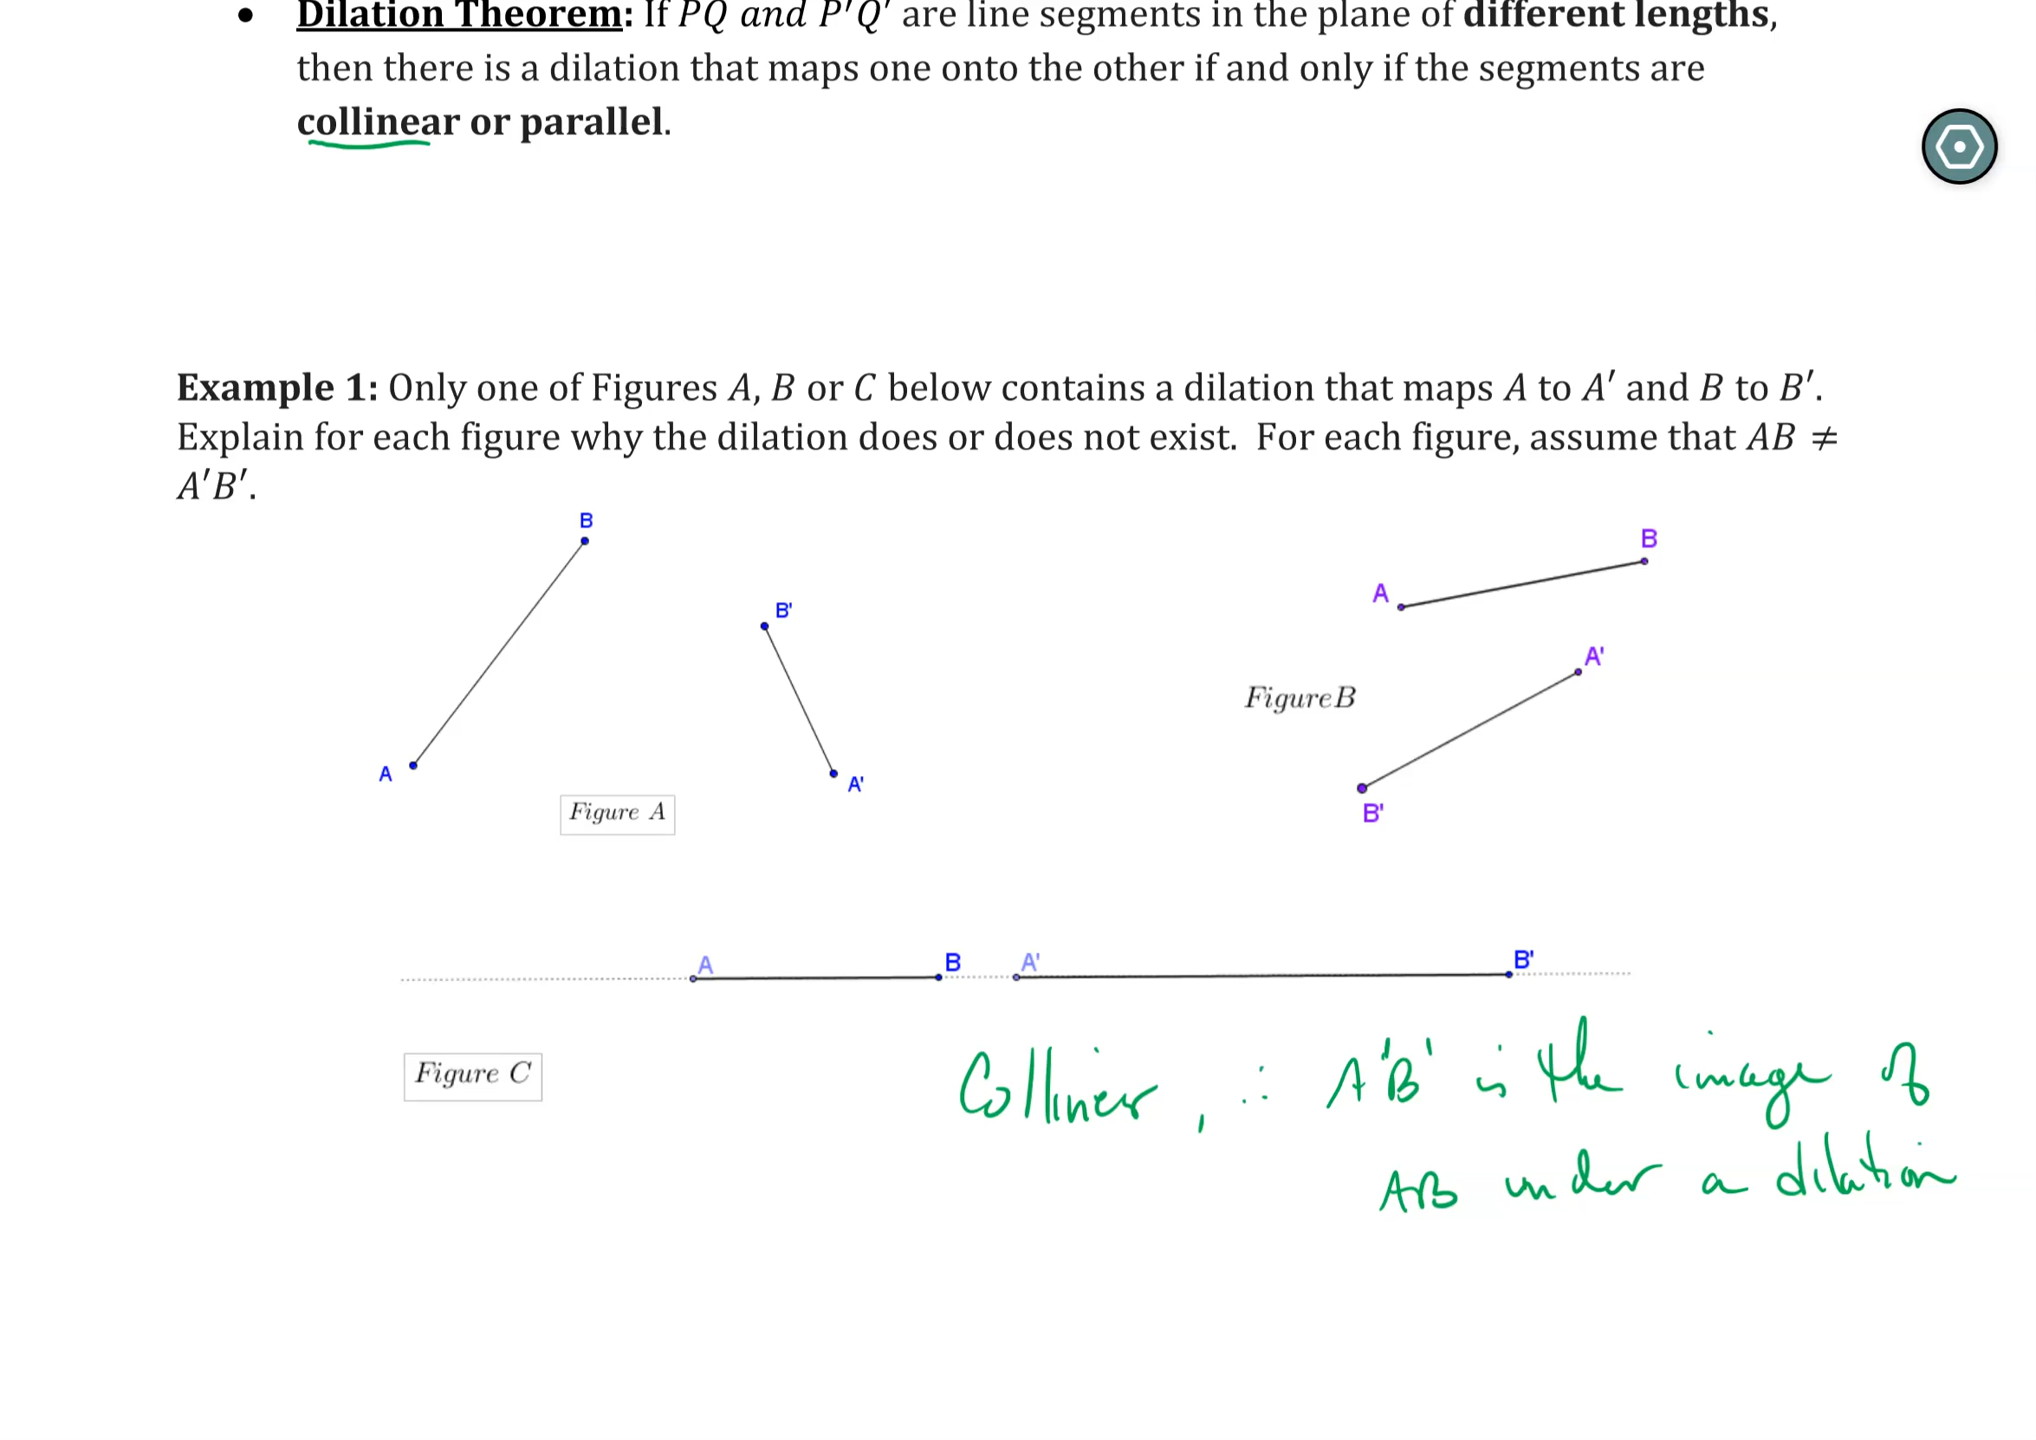 • Dilation Theorem: If PQ and P′Q′ are line segments in the plane of different lengths,
then there is a dilation that maps one onto the other if and only if the segments are
collinear or parallel.
Example 1: Only one of Figures A, B or C below contains a dilation that maps A to A′ and B to B′.
Explain for each figure why the dilation does or does not exist. For each figure, assume that AB ≠
A′B′.
B
B'
A
A'
Figure A
B
A
A'
FigureB
B'
A
B
A'
B'
Figure C
Collinear, ∴ A'B' is the image of
AB under a dilation